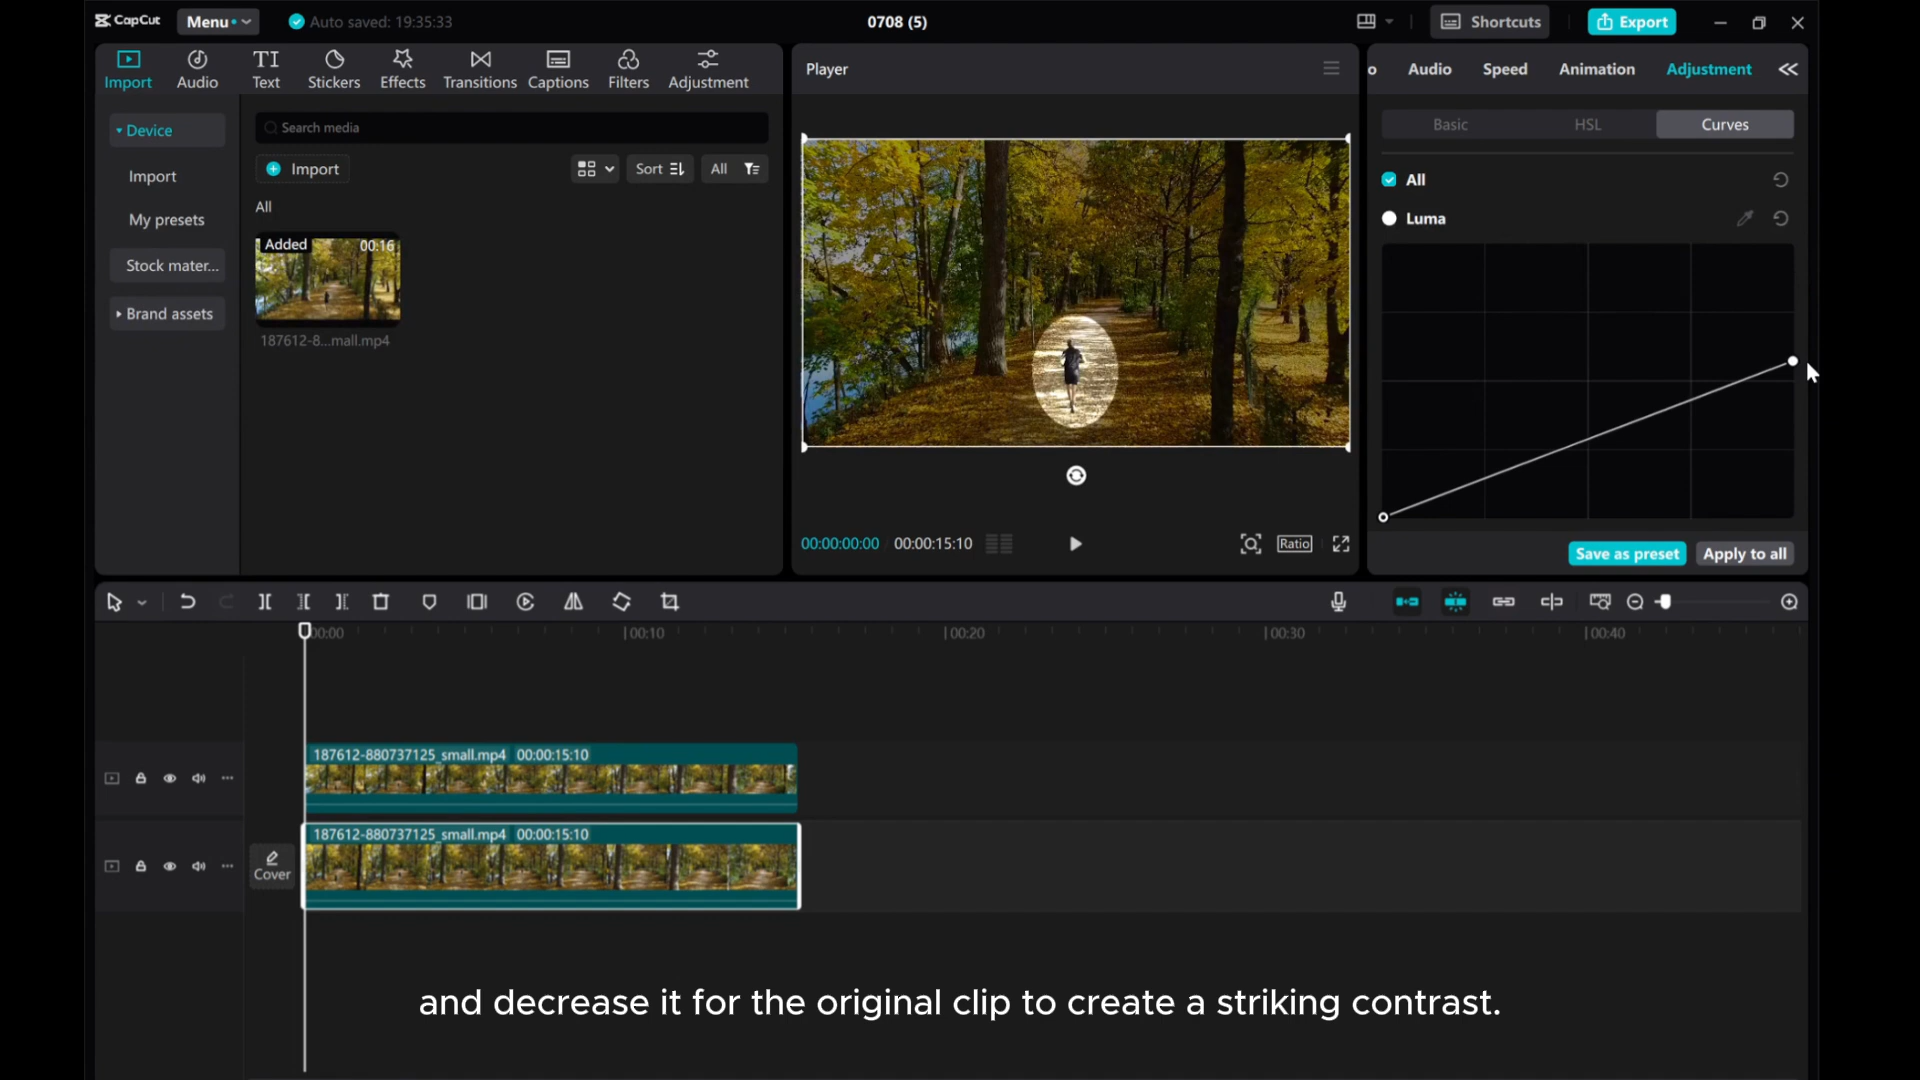 CapCut
Menu
Auto saved: 19:35:33
0708 (5)
Shortcuts
Export
Import
Audio
Text
Stickers
Effects
Transitions
Captions
Filters
Adjustment
Device
Import
My presets
Stock mater...
Brand assets
Search media
Import
Sort
All
All
Added
00:16
187612-8...mall.mp4
Player
00:00:00:00
00:00:15:10
Ratio
o
Audio
Speed
Animation
Adjustment
Basic
HSL
Curves
All
Luma
Save as preset
Apply to all
00:00
00:10
00:20
00:30
00:40
187612-880737125_small.mp4 00:00:15:10
187612-880737125_small.mp4 00:00:15:10
Cover
and decrease it for the original clip to create a striking contrast.